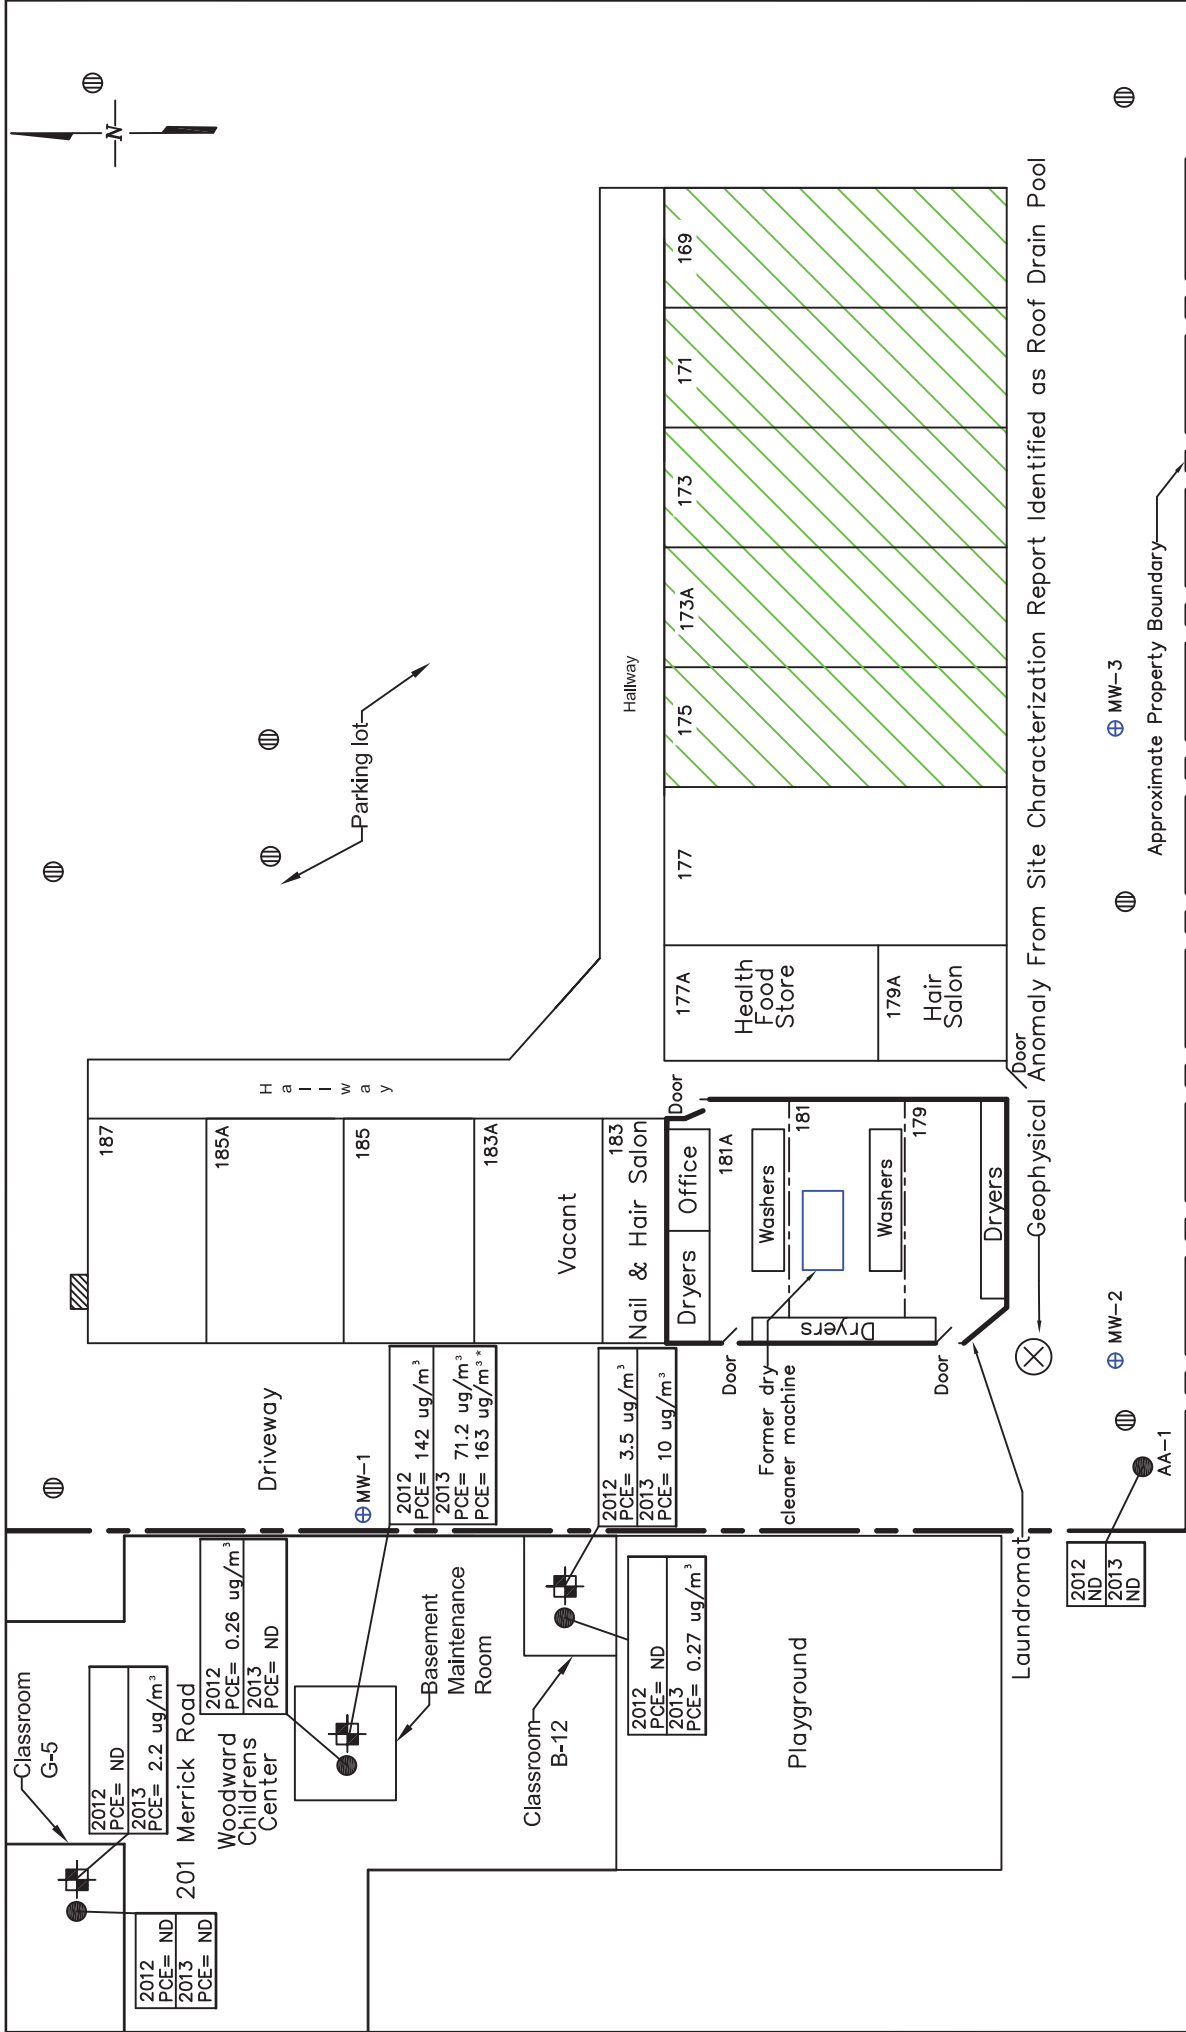 N
Classroom
G-5
2012
PCE= ND
2013
PCE= 2.2 ug/m³
2012
PCE= ND
2013
PCE= ND
201 Merrick Road
Woodward
Childrens
Center
2012
PCE= 0.26 ug/m³
2013
PCE= ND
Basement
Maintenance
Room
Classroom
B-12
2012
PCE= ND
2013
PCE= 0.27 ug/m³
Playground
Driveway
MW-1
2012
PCE= 142 ug/m³
2013
PCE= 71.2 ug/m³
PCE= 163 ug/m³*
2012
PCE= 3.5 ug/m³
2013
PCE= 10 ug/m³
187
185A
185
183A
Vacant
183
Nail & Hair Salon
Hallway
Parking lot
Hallway
Door
Dryers
Office
181A
Washers
181
Washers
179
Dryers
Dryers
Door
Former dry
cleaner machine
Door
Door
Laundromat
177A
Health
Food
Store
179A
Hair
Salon
177
175
173A
173
171
169
Geophysical Anomaly From Site Characterization Report Identified as Roof Drain Pool
MW-2
MW-3
AA-1
2012
ND
2013
ND
Approximate Property Boundary